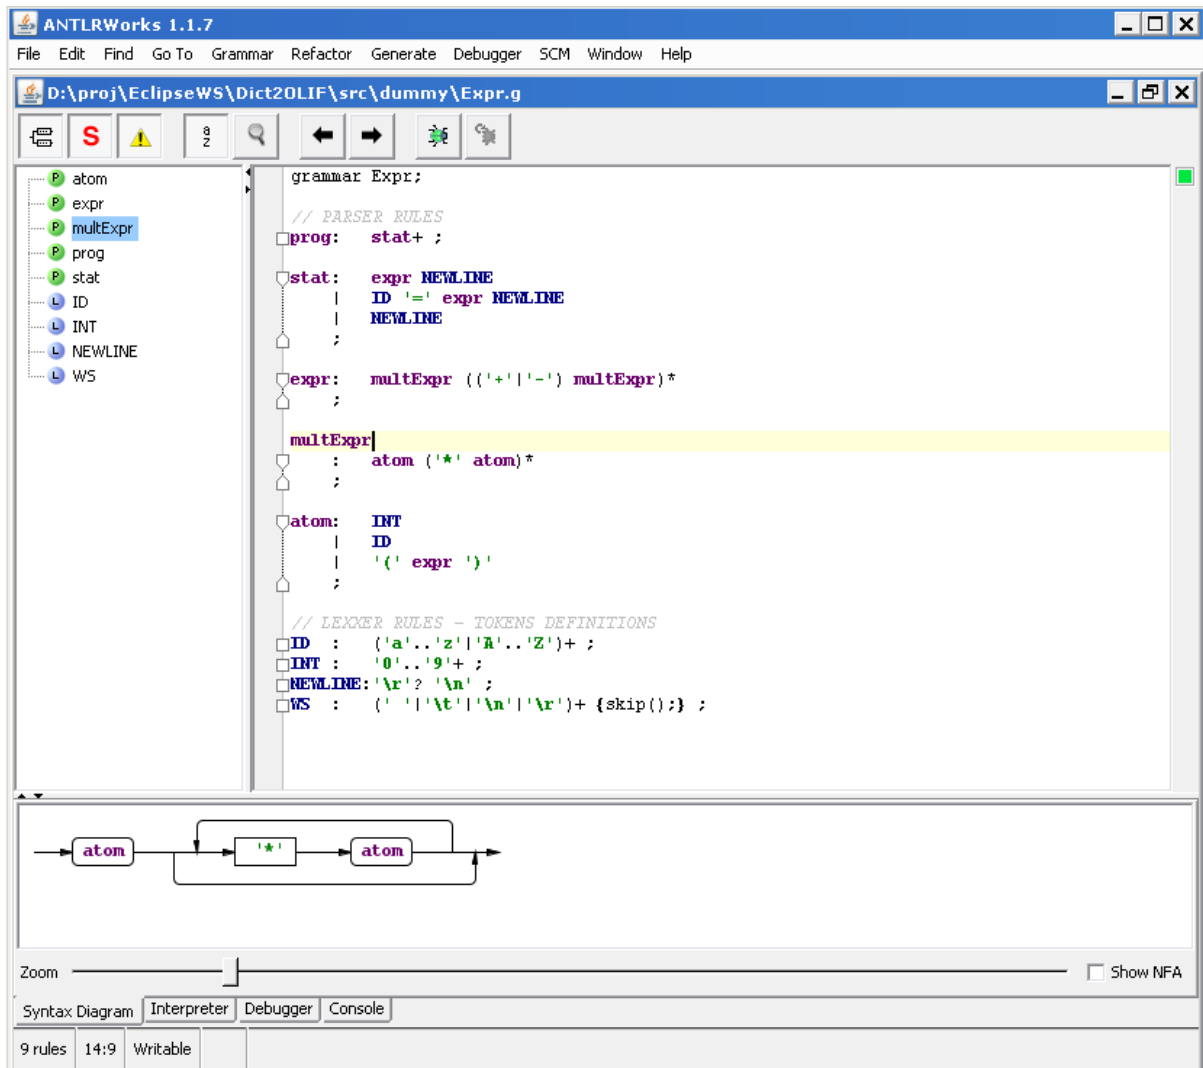 ANTLRWorks 1.1.7
File Edit Find Go To Grammar Refactor Generate Debugger SCM Window Help
D:\proj\EclipseWS\Dict2OLIF\src\dummy\Expr.g
S a z
P atom
P expr
P multExpr
P prog
P stat
L ID
L INT
L NEWLINE
L WS
grammar Expr;
// PARSER RULES
prog:   stat+ ;
stat:   expr NEWLINE
    |   ID '=' expr NEWLINE
    |   NEWLINE
    ;
expr:   multExpr (('+'|'-') multExpr)*
    ;
multExpr
    :   atom ('*' atom)*
    ;
atom:   INT
    |   ID
    |   '(' expr ')'
    ;
// LEXXER RULES - TOKENS DEFINITIONS
ID  :   ('a'..'z'|'A'..'Z')+ ;
INT :   '0'..'9'+ ;
NEWLINE:'\r'? '\n' ;
WS  :   (' '|'\t'|'\n'|'\r')+ {skip();} ;
atom '*' atom
Zoom Show NFA
Syntax Diagram Interpreter Debugger Console
9 rules 14:9 Writable